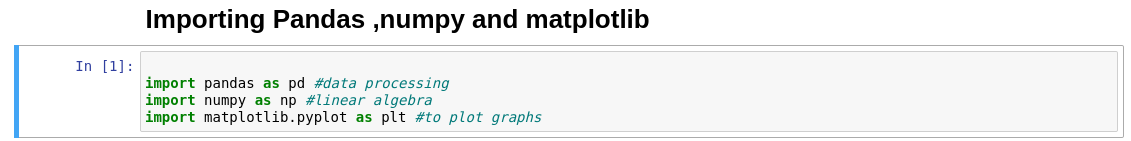 Importing Pandas ,numpy and matplotlib
In [1]:
import pandas as pd #data processing
import numpy as np #linear algebra
import matplotlib.pyplot as plt #to plot graphs